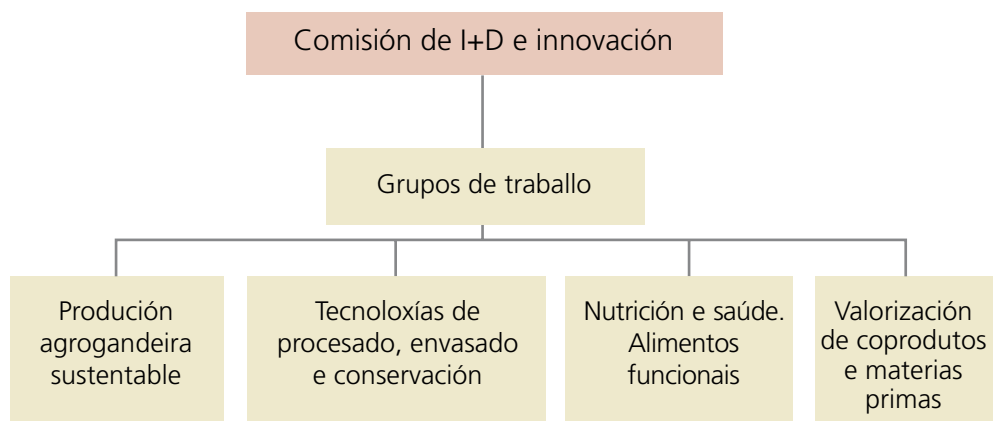 Comisión de I+D e innovación
Grupos de traballo
Produción
agrogandeira
sustentable
Tecnoloxías de
procesado, envasado
e conservación
Nutrición e saúde.
Alimentos
funcionais
Valorización
de coprodutos
e materias
primas